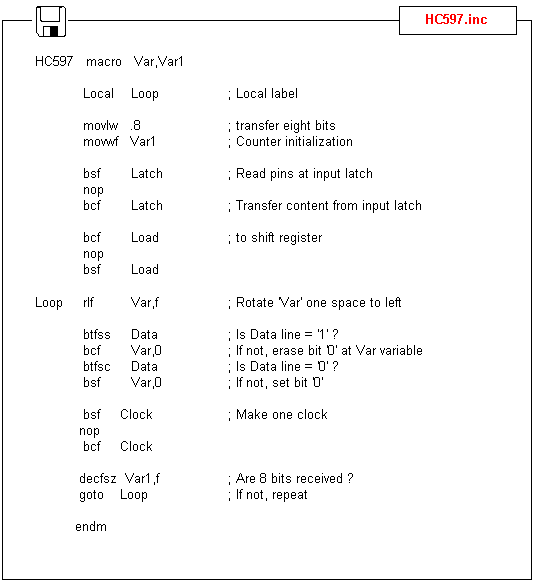 HC597.inc
HC597 macro Var,Var1
Local Loop ; Local label
movlw .8 ; transfer eight bits
movwf Var1 ; Counter initialization
bsf Latch ; Read pins at input latch
nop
bcf Latch ; Transfer content from input latch
bcf Load ; to shift register
nop
bsf Load
Loop rlf Var,f ; Rotate 'Var' one space to left
btfss Data ; Is Data line = '1' ?
bcf Var,0 ; If not, erase bit '0' at Var variable
btfsc Data ; Is Data line = '0' ?
bsf Var,0 ; If not, set bit '0'
bsf Clock ; Make one clock
nop
bcf Clock
decfsz Var1,f ; Are 8 bits received ?
goto Loop ; If not, repeat
endm